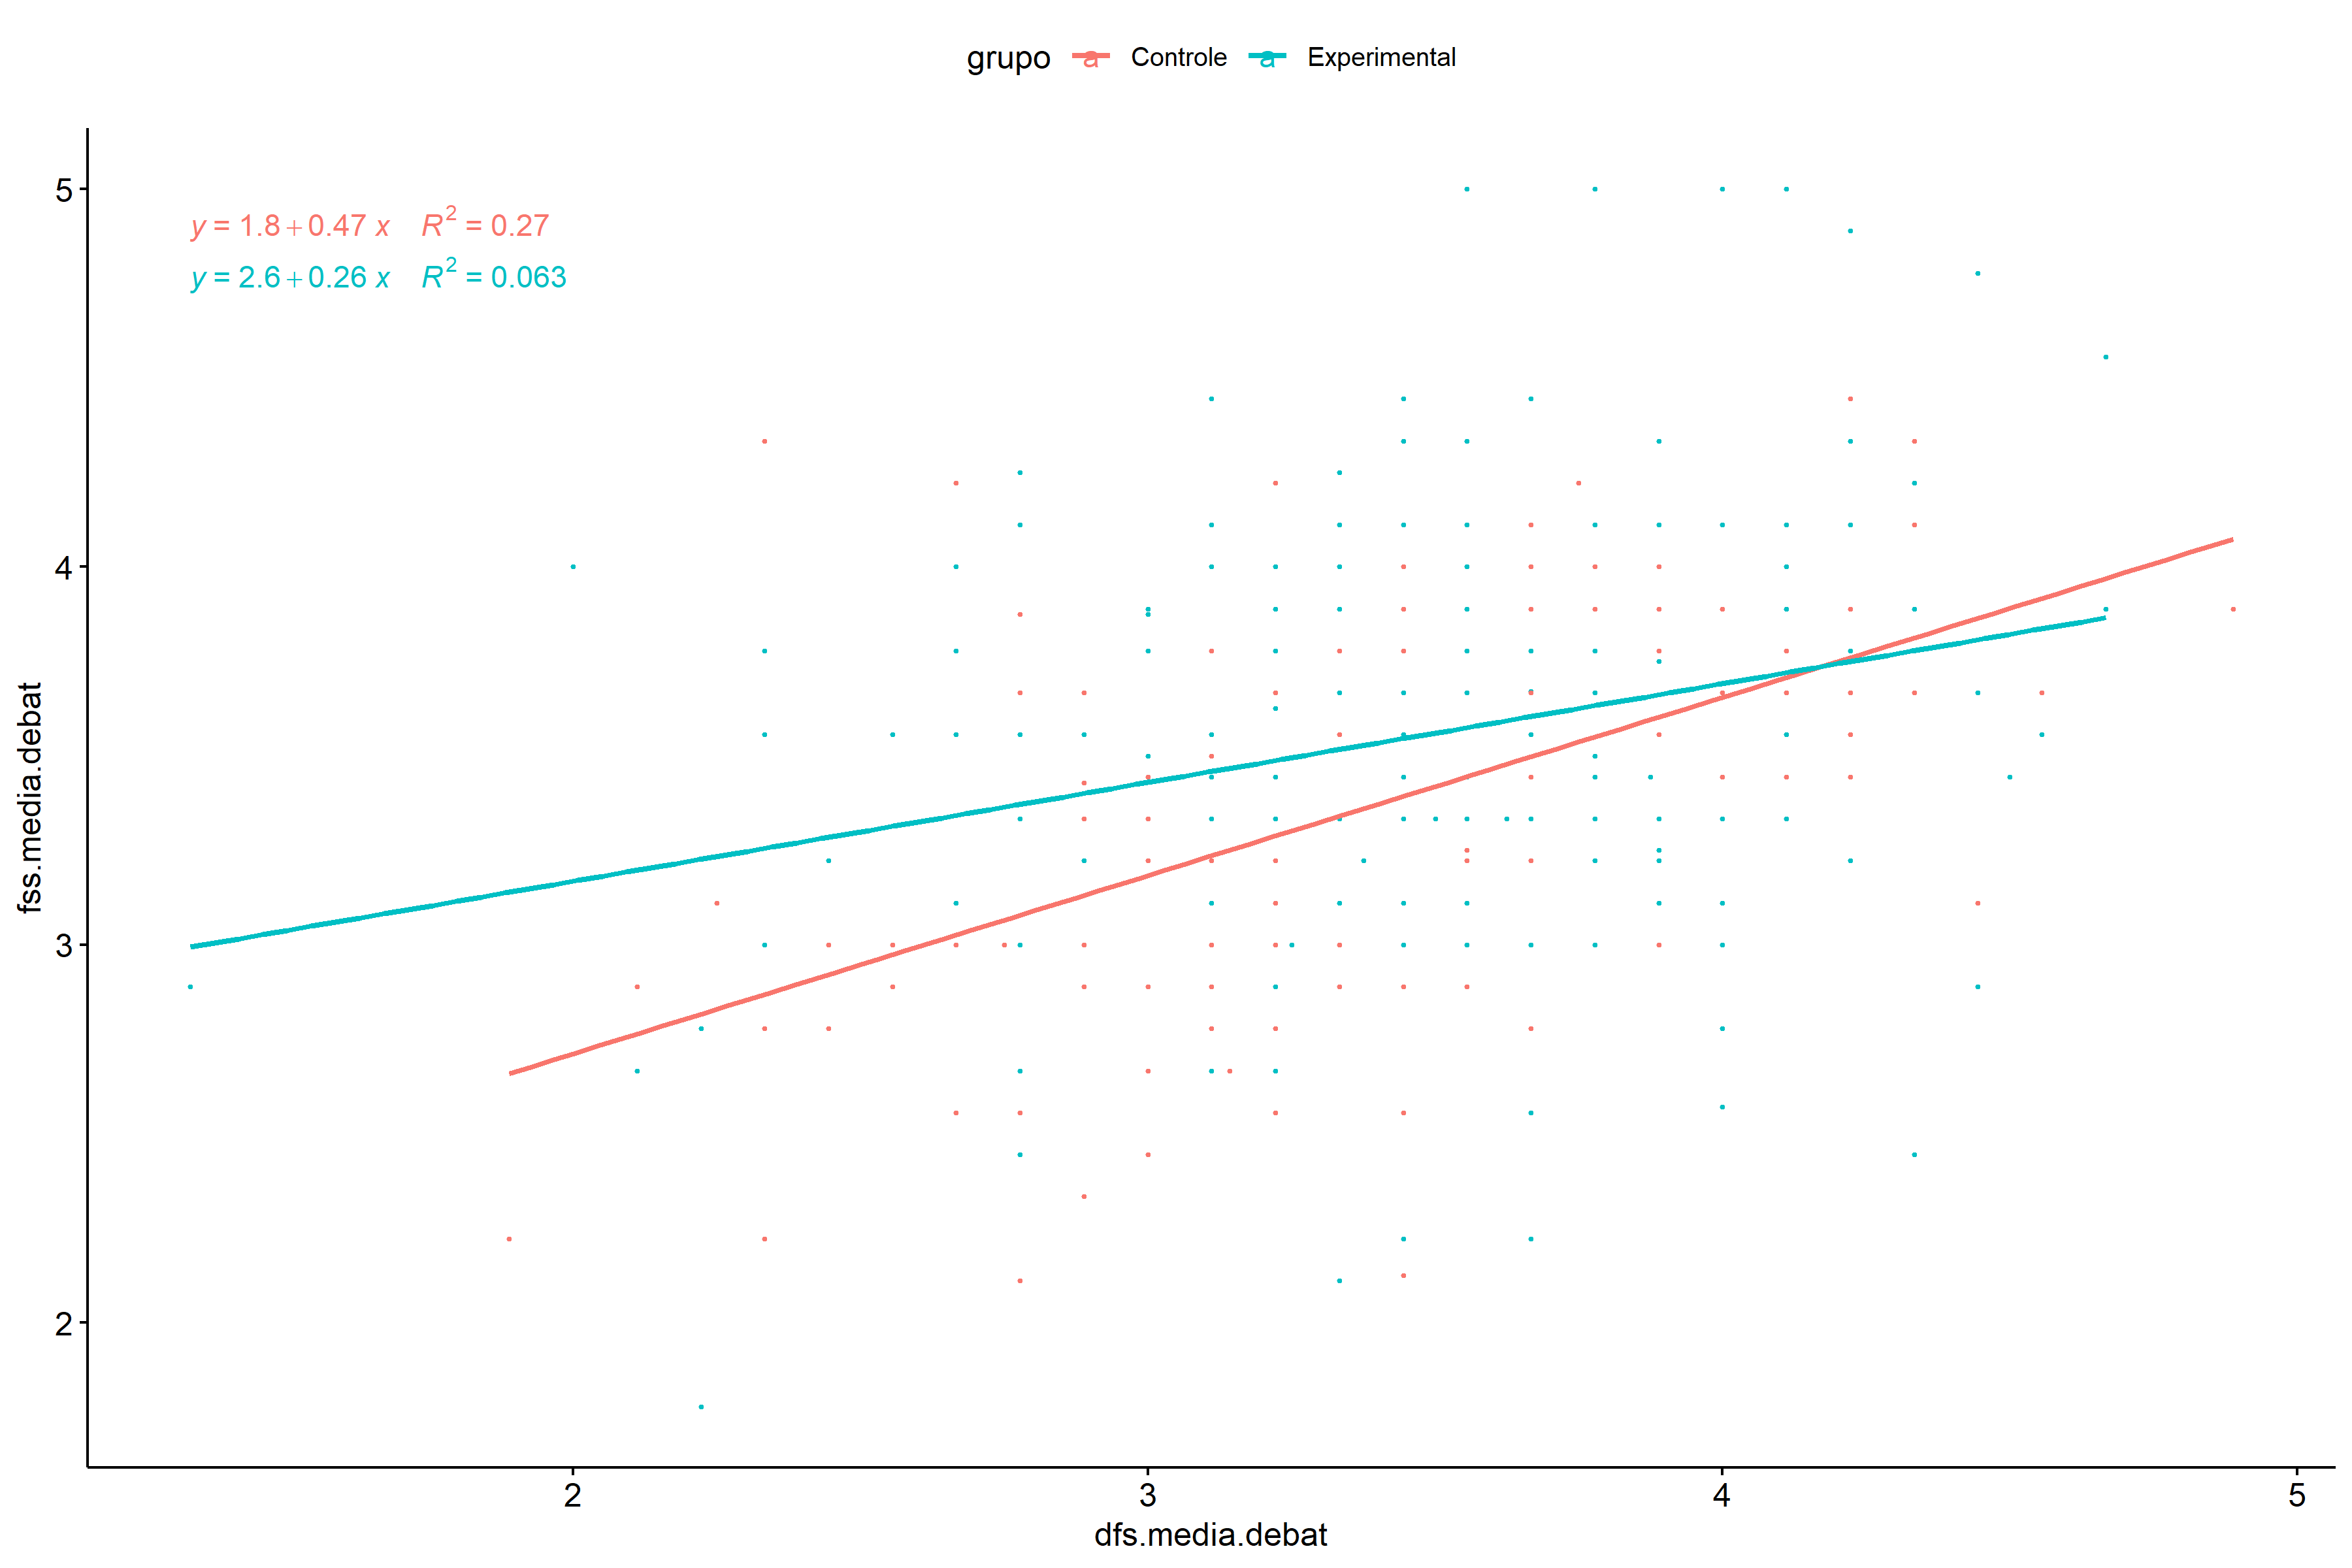 grupo a Controle a Experimental
5
y = 1.8 + 0.47 x R² = 0.27
y = 2.6 + 0.26 x R² = 0.063
4
3
2
fss.media.debat
2 3 4 5
dfs.media.debat